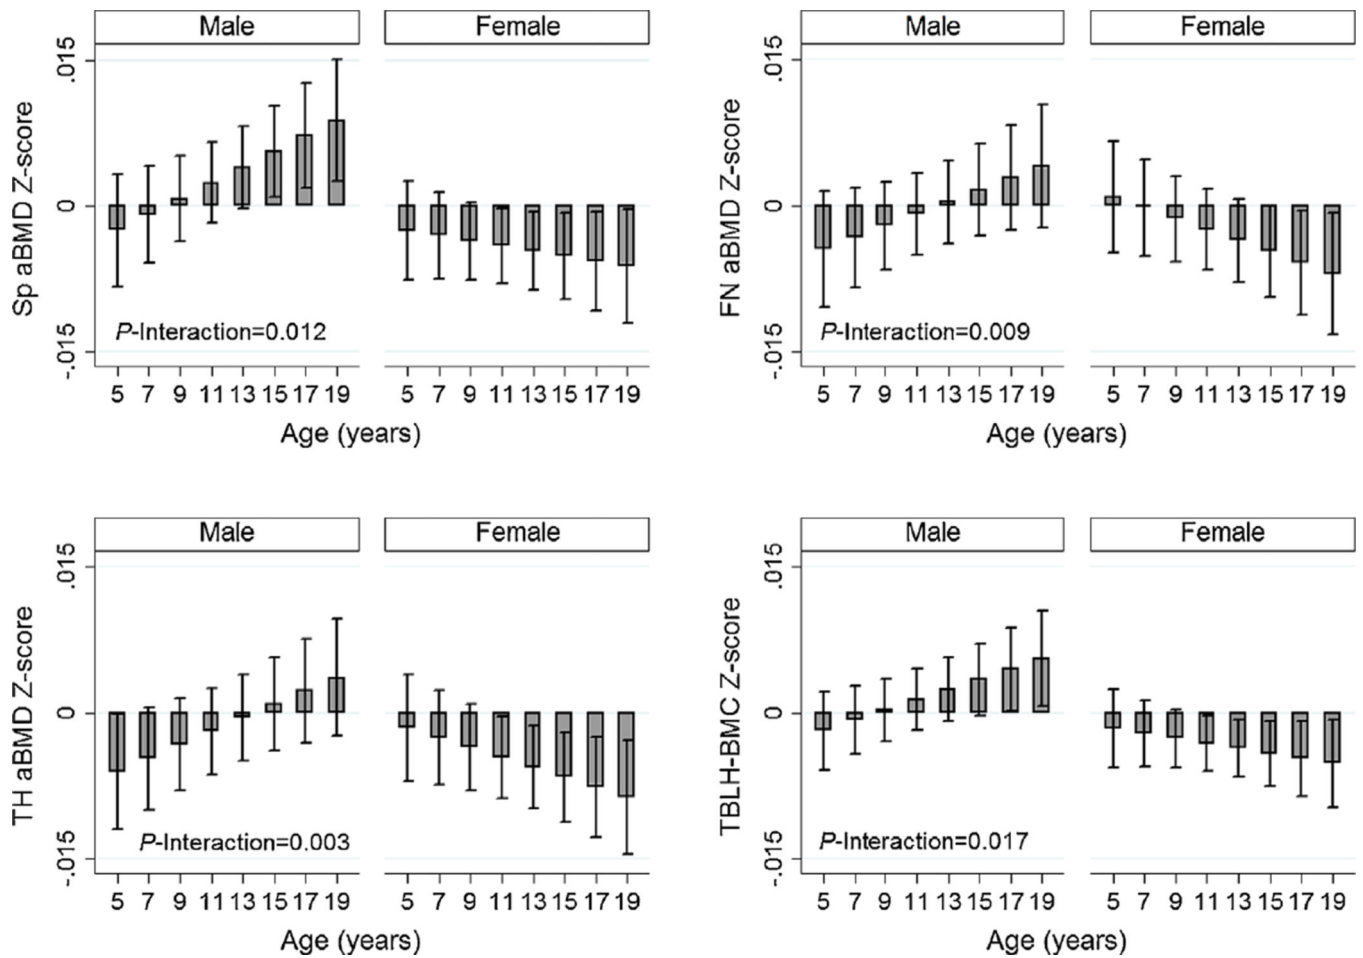 Male Female
.015
0
-.015
Sp aBMD Z-score
P-Interaction=0.012
5 7 9 11 13 15 17 19 5 7 9 11 13 15 17 19
Age (years)
Male Female
.015
0
-.015
FN aBMD Z-score
P-Interaction=0.009
5 7 9 11 13 15 17 19 5 7 9 11 13 15 17 19
Age (years)
Male Female
.015
0
-.015
TH aBMD Z-score
P-Interaction=0.003
5 7 9 11 13 15 17 19 5 7 9 11 13 15 17 19
Age (years)
Male Female
.015
0
-.015
TBLH-BMC Z-score
P-Interaction=0.017
5 7 9 11 13 15 17 19 5 7 9 11 13 15 17 19
Age (years)